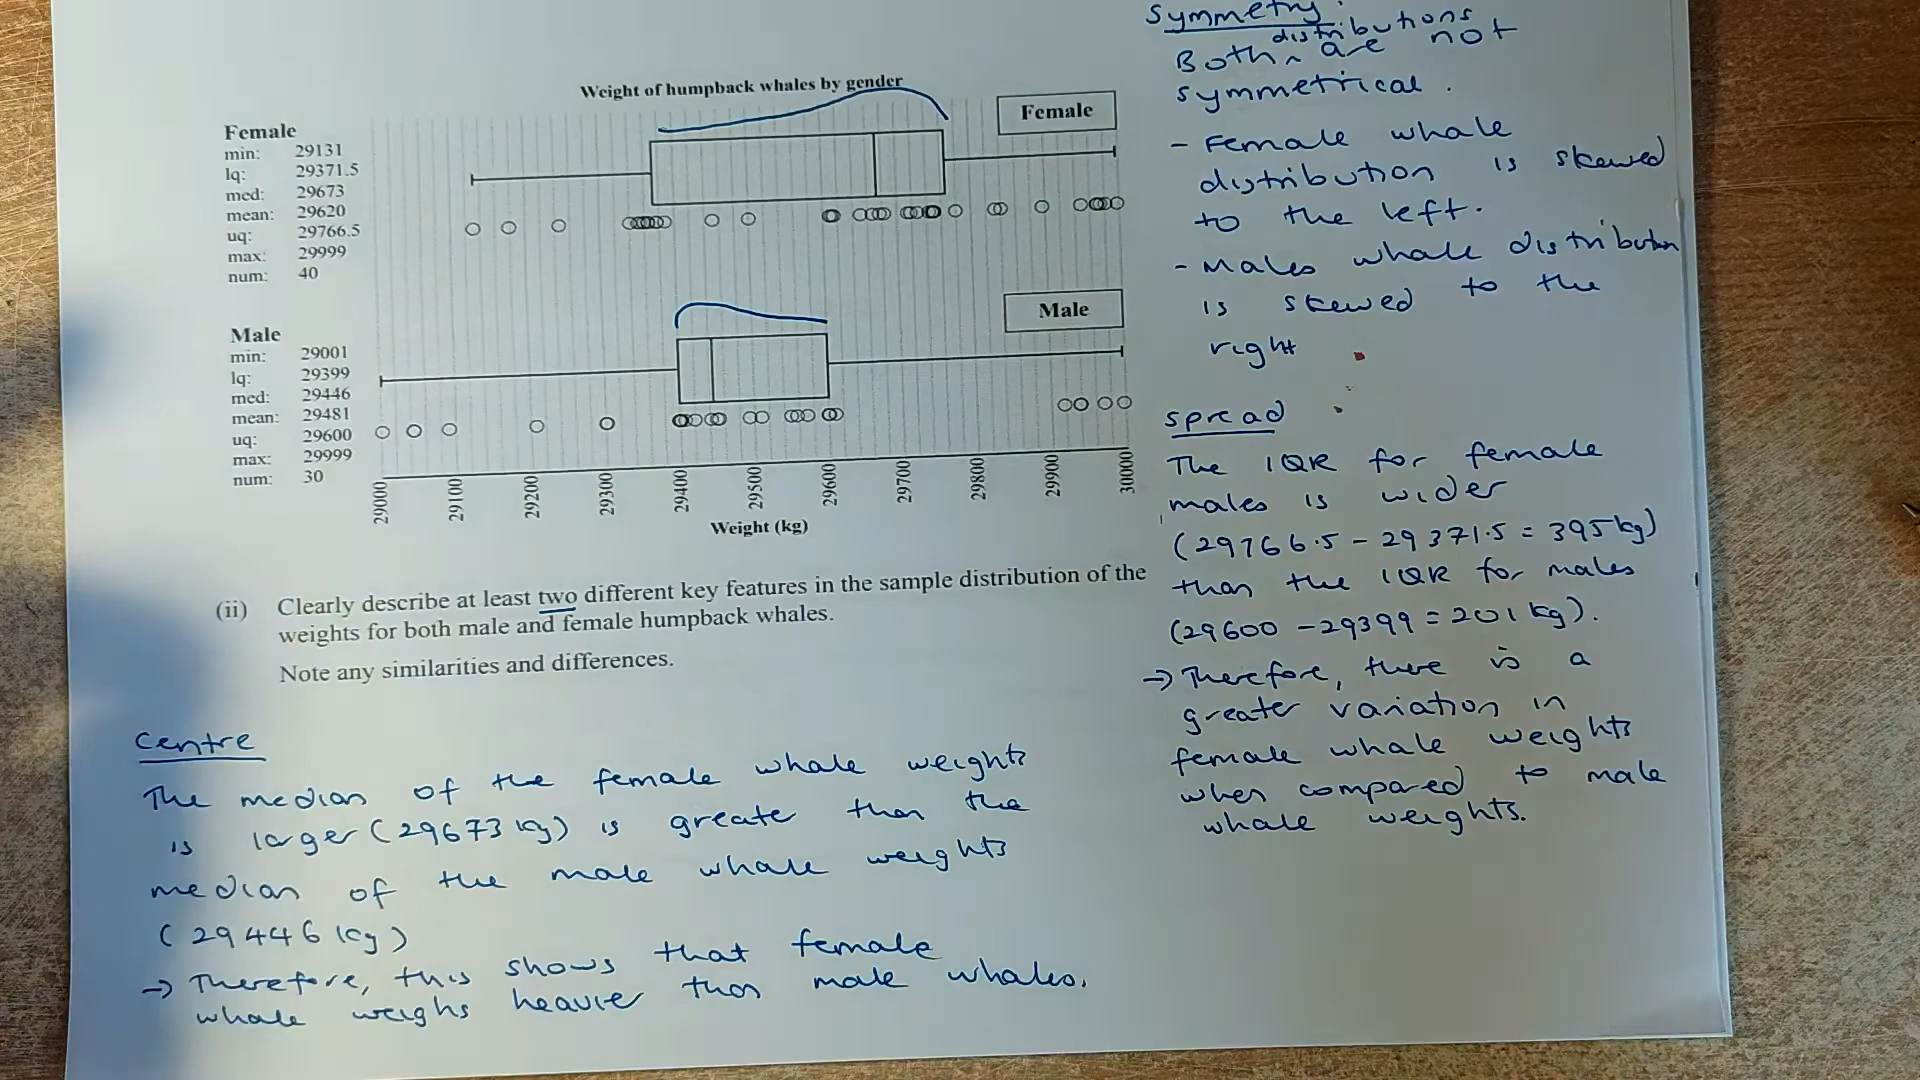 Weight of humpback whales by gender
Female
min: 29131
lq: 29371.5
med: 29673
mean: 29620
uq: 29766.5
max: 29999
num: 40
Female
Male
min: 29001
lq: 29399
med: 29446
mean: 29481
uq: 29600
max: 29999
num: 30
Male
29000 29100 29200 29300 29400 29500 29600 29700 29800 29900 30000
Weight (kg)
(ii) Clearly describe at least two different key features in the sample distribution of the
weights for both male and female humpback whales.
Note any similarities and differences.
Centre
The median of the female whale weights
is larger (29673 kg) is greater than the
median of the male whale weights
(29446 kg)
→ Therefore, this shows that female
whale weighs heavier than male whales.
Symmetry.
distributions
Both ^ are not
symmetrical.
- Female whale
distribution is skewed
to the left.
- Males whale distribution
is skewed to the
right
Spread
The IQR for female
males is wider
(29766.5 - 29371.5 = 395kg)
than the IQR for males
(29600 - 29399 = 201 kg).
→ Therefore, there is a
greater variation in
female whale weights
when compared to male
whale weights.